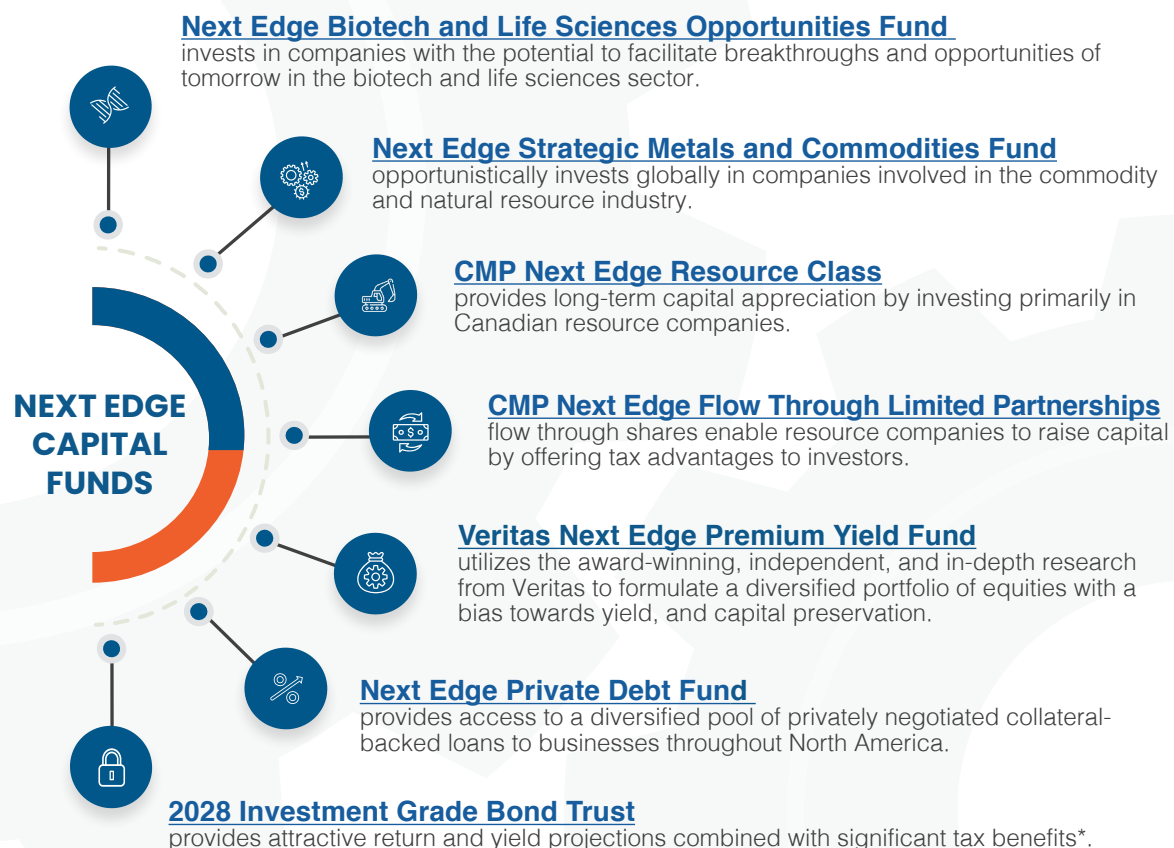 Next Edge Biotech and Life Sciences Opportunities Fund
invests in companies with the potential to facilitate breakthroughs and opportunities of
tomorrow in the biotech and life sciences sector.
Next Edge Strategic Metals and Commodities Fund
opportunistically invests globally in companies involved in the commodity
and natural resource industry.
CMP Next Edge Resource Class
provides long-term capital appreciation by investing primarily in
Canadian resource companies.
NEXT EDGE
CAPITAL
FUNDS
CMP Next Edge Flow Through Limited Partnerships
flow through shares enable resource companies to raise capital
by offering tax advantages to investors.
Veritas Next Edge Premium Yield Fund
utilizes the award-winning, independent, and in-depth research
from Veritas to formulate a diversified portfolio of equities with a
bias towards yield, and capital preservation.
Next Edge Private Debt Fund
provides access to a diversified pool of privately negotiated collateral-
backed loans to businesses throughout North America.
2028 Investment Grade Bond Trust
provides attractive return and yield projections combined with significant tax benefits*.